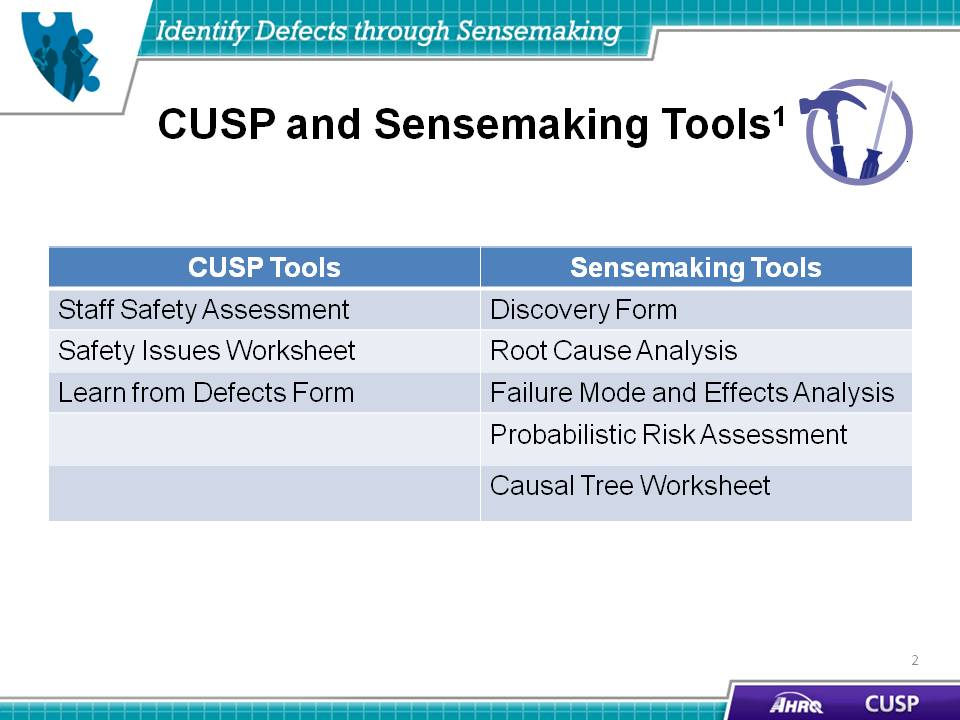 Identify Defects through Sensemaking
CUSP and Sensemaking Tools¹
CUSP Tools Sensemaking Tools
Staff Safety Assessment Discovery Form
Safety Issues Worksheet Root Cause Analysis
Learn from Defects Form Failure Mode and Effects Analysis
Probabilistic Risk Assessment
Causal Tree Worksheet
2
AHRQ CUSP